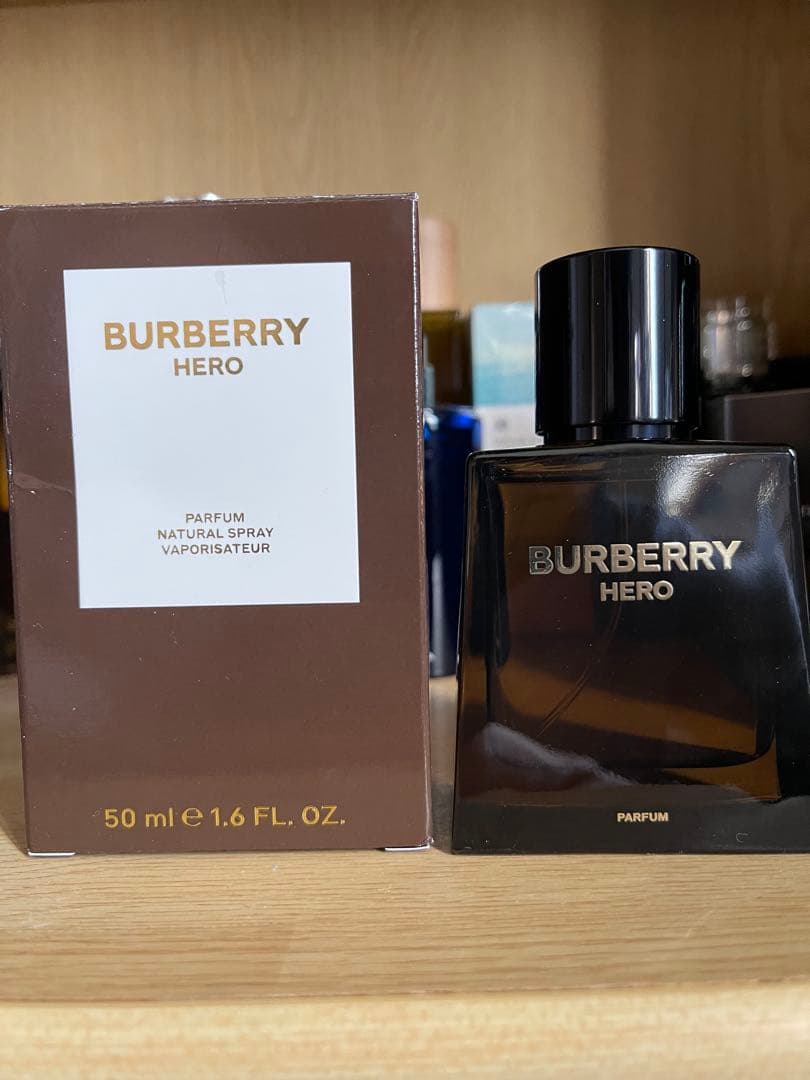 BURBERRY
HERO
PARFUM
NATURAL SPRAY
VAPORISATEUR
50 ml e 1.6 FL. OZ.
BURBERRY
HERO
PARFUM